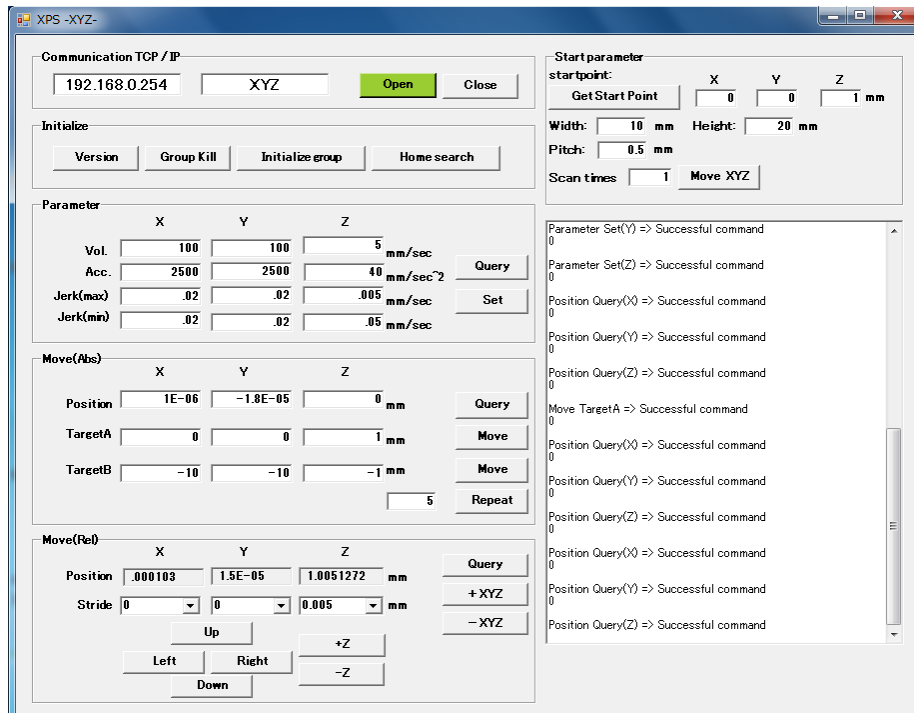 XPS -XYZ-
Communication TCP/IP
192.168.0.254 XYZ Open Close
Initialize
Version Group Kill Initialize group Home search
Parameter
X Y Z
Vol. 100 100 5 mm/sec
Acc. 2500 2500 40 mm/sec^2 Query
Jerk(max) .02 .02 .005 mm/sec Set
Jerk(min) .02 .02 .05 mm/sec
Move(Abs)
X Y Z
Position 1E-06 -1.8E-05 0 mm Query
TargetA 0 0 1 mm Move
TargetB -10 -10 -1 mm Move
5 Repeat
Move(Rel)
X Y Z
Position .000103 1.5E-05 1.0051272 mm Query
Stride 0 0 0.005 mm +XYZ
-XYZ
Up
+Z
Left Right
-Z
Down
Start parameter
startpoint: X Y Z
Get Start Point 0 0 1 mm
Width: 10 mm Height: 20 mm
Pitch: 0.5 mm
Scan times 1 Move XYZ
Parameter Set(Y) => Successful command
0
Parameter Set(Z) => Successful command
0
Position Query(X) => Successful command
0
Position Query(Y) => Successful command
0
Position Query(Z) => Successful command
0
Move TargetA => Successful command
0
Position Query(X) => Successful command
0
Position Query(Y) => Successful command
0
Position Query(Z) => Successful command
0
Position Query(X) => Successful command
0
Position Query(Y) => Successful command
0
Position Query(Z) => Successful command